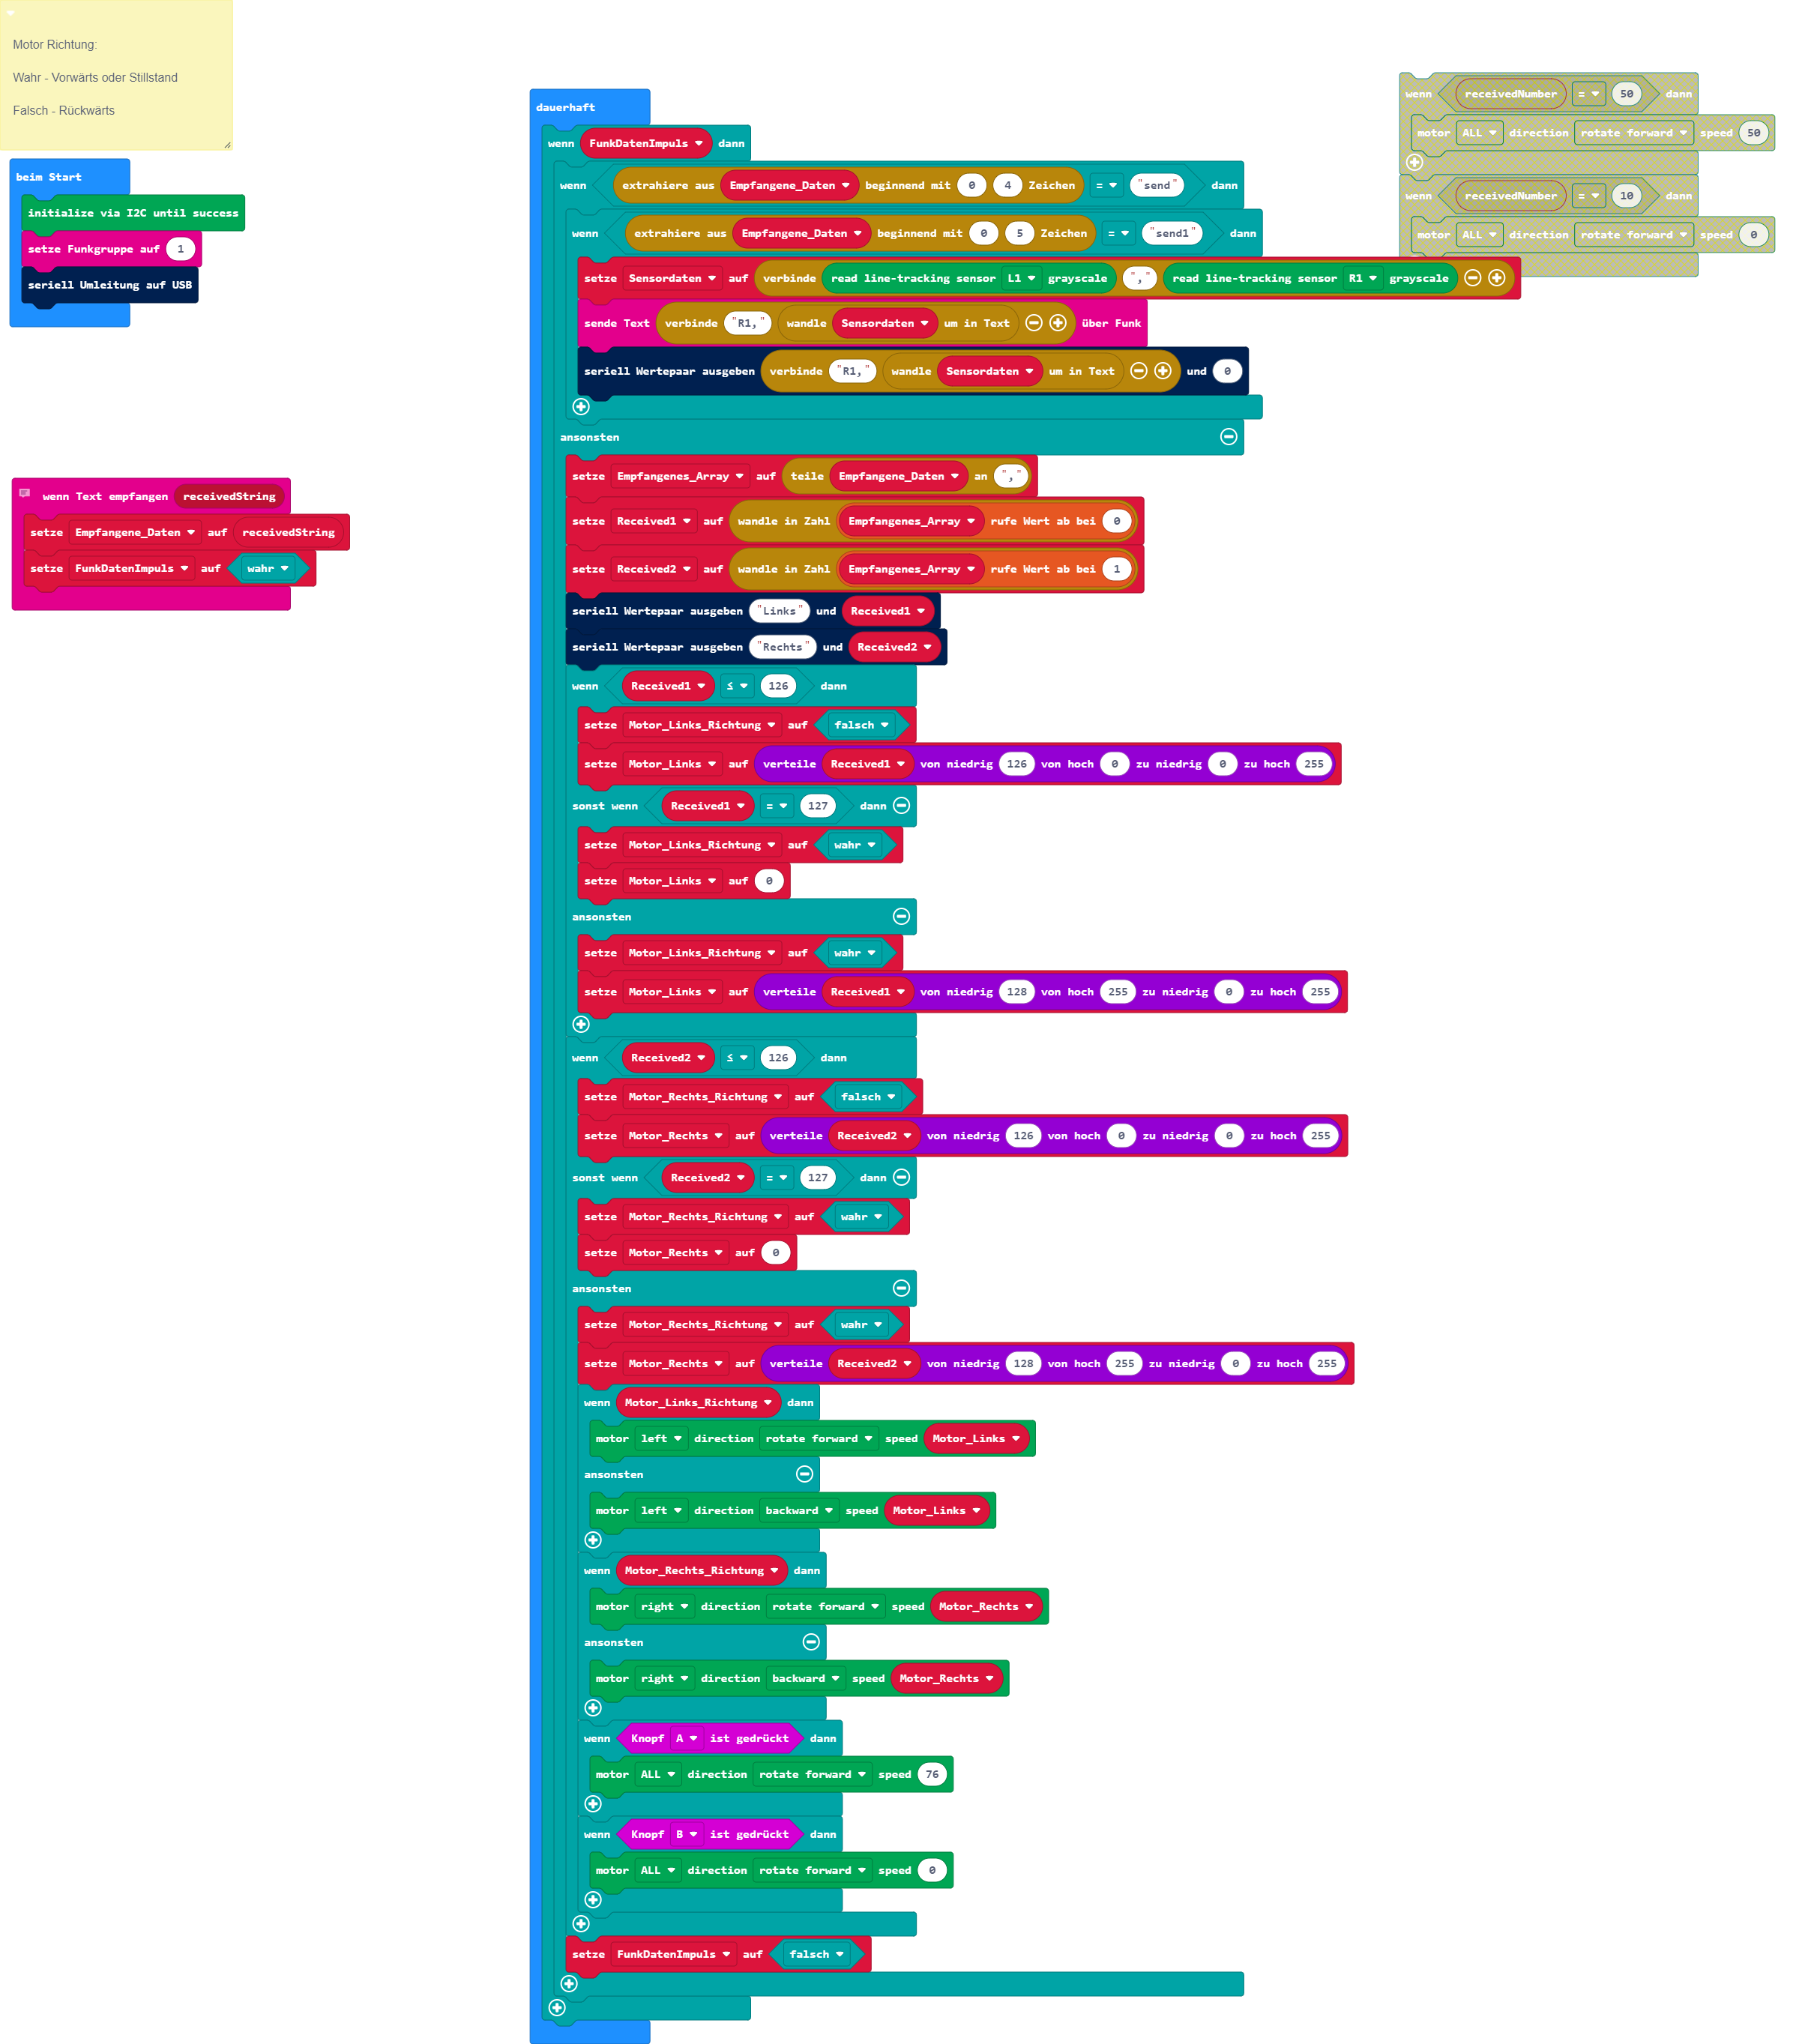 Motor Richtung:
Wahr - Vorwärts oder Stillstand
Falsch - Rückwärts
beim Start
initialize via I2C until success
setze Funkgruppe auf 1
seriell Umleitung auf USB
wenn Text empfangen receivedString
setze Empfangene_Daten auf receivedString
setze FunkDatenImpuls auf wahr
dauerhaft
wenn FunkDatenImpuls dann
wenn extrahiere aus Empfangene_Daten beginnend mit 0 4 Zeichen = "send" dann
wenn extrahiere aus Empfangene_Daten beginnend mit 0 5 Zeichen = "send1" dann
setze Sensordaten auf verbinde read line-tracking sensor L1 grayscale "," read line-tracking sensor R1 grayscale
sende Text verbinde "R1," wandle Sensordaten um in Text über Funk
seriell Wertepaar ausgeben verbinde "R1," wandle Sensordaten um in Text und 0
ansonsten
setze Empfangenes_Array auf teile Empfangene_Daten an ","
setze Received1 auf wandle in Zahl Empfangenes_Array rufe Wert ab bei 0
setze Received2 auf wandle in Zahl Empfangenes_Array rufe Wert ab bei 1
seriell Wertepaar ausgeben "Links" und Received1
seriell Wertepaar ausgeben "Rechts" und Received2
wenn Received1 ≤ 126 dann
setze Motor_Links_Richtung auf falsch
setze Motor_Links auf verteile Received1 von niedrig 126 von hoch 0 zu niedrig 0 zu hoch 255
sonst wenn Received1 = 127 dann
setze Motor_Links_Richtung auf wahr
setze Motor_Links auf 0
ansonsten
setze Motor_Links_Richtung auf wahr
setze Motor_Links auf verteile Received1 von niedrig 128 von hoch 255 zu niedrig 0 zu hoch 255
wenn Received2 ≤ 126 dann
setze Motor_Rechts_Richtung auf falsch
setze Motor_Rechts auf verteile Received2 von niedrig 126 von hoch 0 zu niedrig 0 zu hoch 255
sonst wenn Received2 = 127 dann
setze Motor_Rechts_Richtung auf wahr
setze Motor_Rechts auf 0
ansonsten
setze Motor_Rechts_Richtung auf wahr
setze Motor_Rechts auf verteile Received2 von niedrig 128 von hoch 255 zu niedrig 0 zu hoch 255
wenn Motor_Links_Richtung dann
motor left direction rotate forward speed Motor_Links
ansonsten
motor left direction backward speed Motor_Links
wenn Motor_Rechts_Richtung dann
motor right direction rotate forward speed Motor_Rechts
ansonsten
motor right direction backward speed Motor_Rechts
wenn Knopf A ist gedrückt dann
motor ALL direction rotate forward speed 76
wenn Knopf B ist gedrückt dann
motor ALL direction rotate forward speed 0
setze FunkDatenImpuls auf falsch
wenn receivedNumber = 50 dann
motor ALL direction rotate forward speed 50
wenn receivedNumber = 10 dann
motor ALL direction rotate forward speed 0